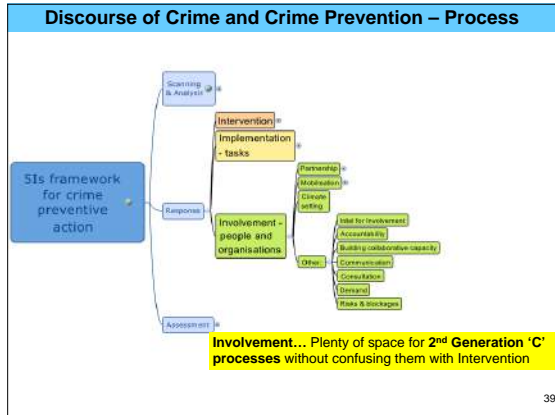 Discourse of Crime and Crime Prevention – Process
Scanning
& Analysis
Intervention
Implementation
- tasks
5Is framework
for crime
preventive
action
Response
Involvement -
people and
organisations
Partnership
Mobilisation
Climate
setting
Other:
Intel for Involvement
Accountability
Building collaborative capacity
Communication
Consultation
Demand
Risks & blockages
Assessment
Involvement… Plenty of space for 2nd Generation ‘C’
processes without confusing them with Intervention
39